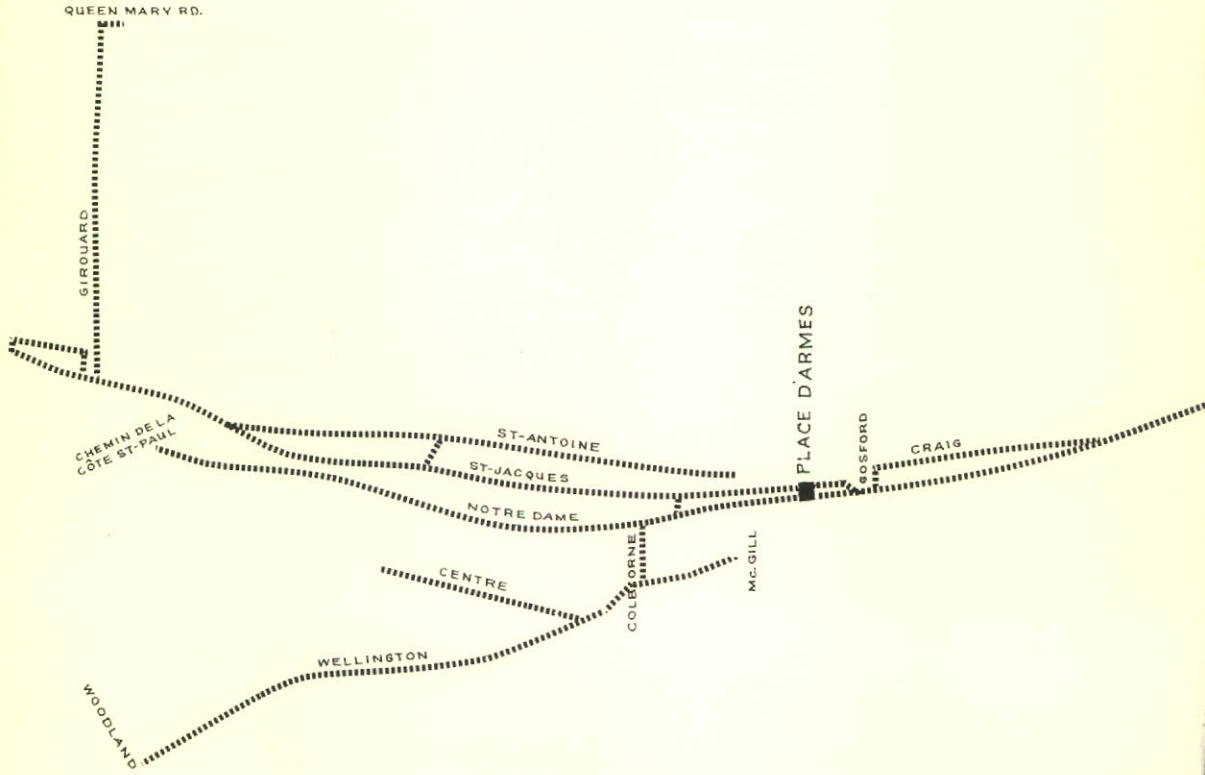 QUEEN MARY RD.
GIROUARD
CHEMIN DE LA
CÔTE ST-PAUL
ST-ANTOINE
ST-JACQUES
NOTRE DAME
PLACE D'ARMES
GOSFORD
CRAIG
CENTRE
COLBORNE
Mc.GILL
WELLINGTON
WOODLAND